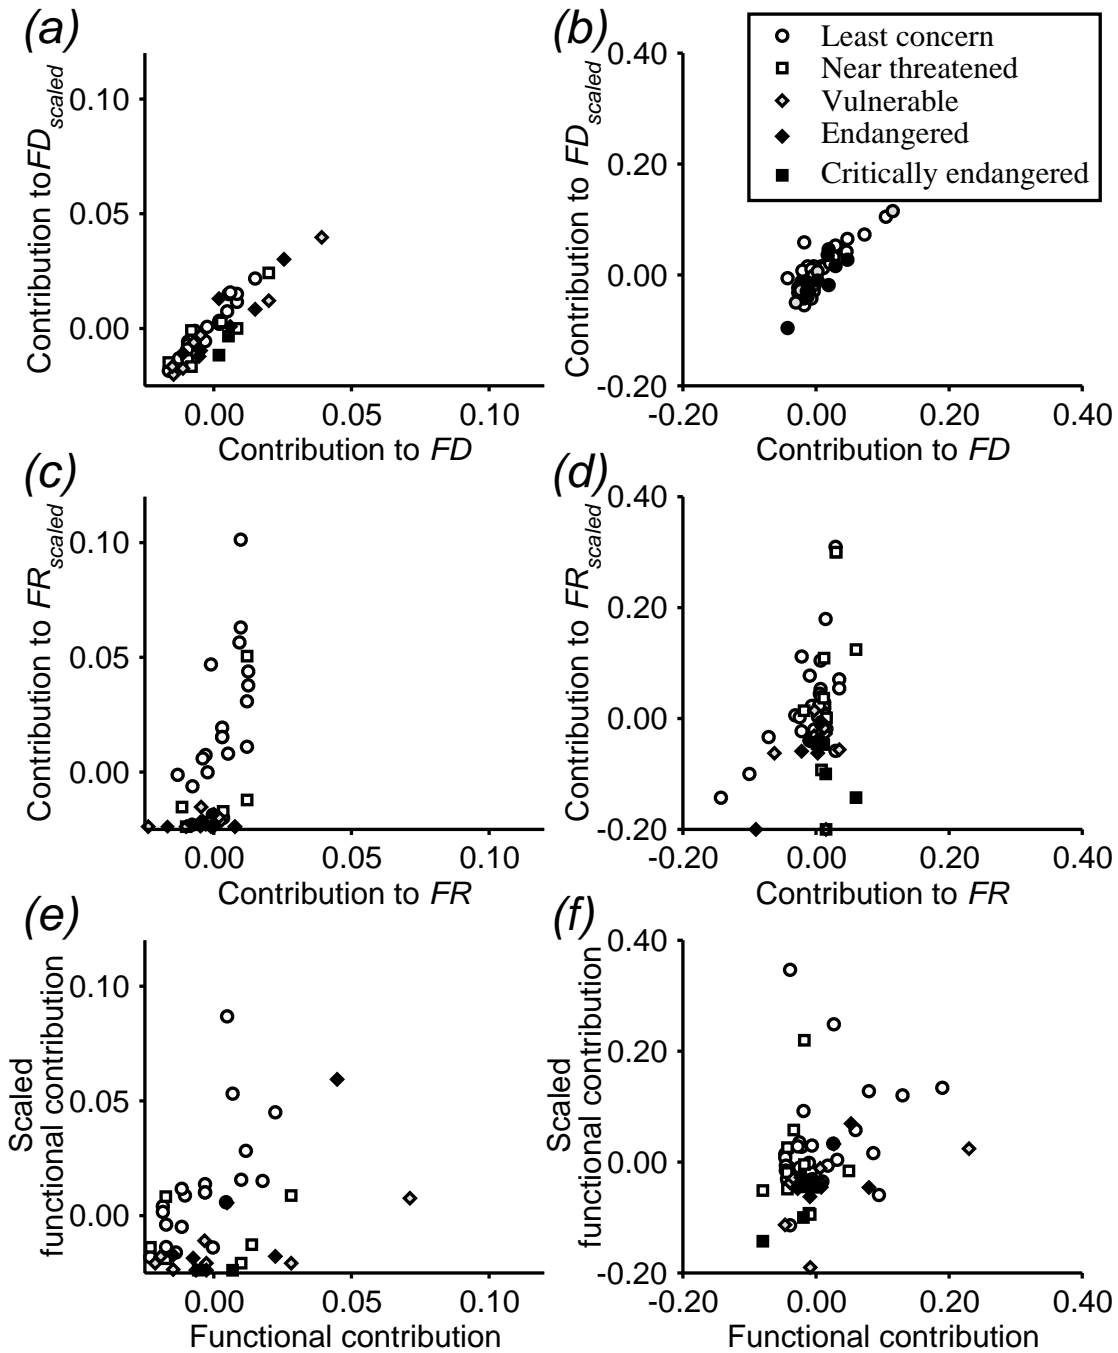 (a)
Contribution toFDscaled
0.10
0.05
0.00
0.00 0.05 0.10
Contribution to FD
(b)
Contribution to FDscaled
0.40
0.20
0.00
-0.20
-0.20 0.00 0.20 0.40
Contribution to FD
Least concern
Near threatened
Vulnerable
Endangered
Critically endangered
(c)
Contribution to FRscaled
0.10
0.05
0.00
0.00 0.05 0.10
Contribution to FR
(d)
Contribution to FRscaled
0.40
0.20
0.00
-0.20
-0.20 0.00 0.20 0.40
Contribution to FR
(e)
Scaled
functional contribution
0.10
0.05
0.00
0.00 0.05 0.10
Functional contribution
(f)
Scaled
functional contribution
0.40
0.20
0.00
-0.20
-0.20 0.00 0.20 0.40
Functional contribution